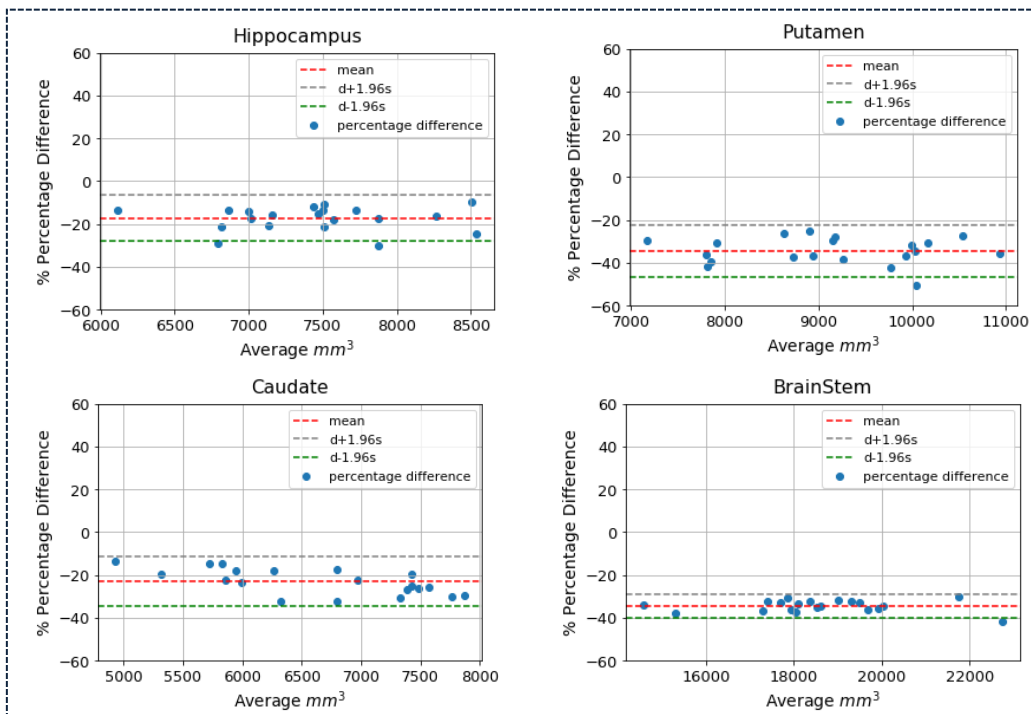 Hippocampus
60
40
20
0
−20
−40
−60
% Percentage Difference
mean
d+1.96s
d-1.96s
percentage difference
6000 6500 7000 7500 8000 8500
Average mm³
Putamen
60
40
20
0
−20
−40
−60
% Percentage Difference
mean
d+1.96s
d-1.96s
percentage difference
7000 8000 9000 10000 11000
Average mm³
Caudate
60
40
20
0
−20
−40
−60
% Percentage Difference
mean
d+1.96s
d-1.96s
percentage difference
5000 5500 6000 6500 7000 7500 8000
Average mm³
BrainStem
60
40
20
0
−20
−40
−60
% Percentage Difference
mean
d+1.96s
d-1.96s
percentage difference
16000 18000 20000 22000
Average mm³